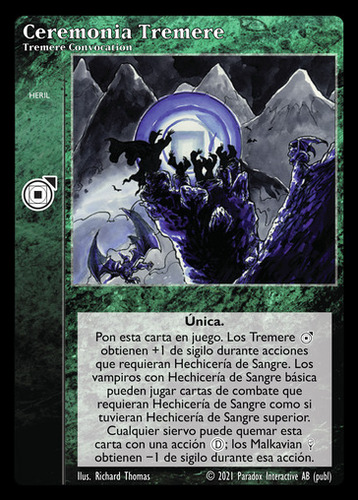 Ceremonia Tremere
Tremere Convocation
HERIL
Única.
Pon esta carta en juego. Los Tremere
obtienen +1 de sigilo durante acciones
que requieran Hechicería de Sangre. Los
vampiros con Hechicería de Sangre básica
pueden jugar cartas de combate que
requieran Hechicería de Sangre como si
tuvieran Hechicería de Sangre superior.
Cualquier siervo puede quemar esta
carta con una acción Ⓓ; los Malkavian
obtienen −1 de sigilo durante esa acción.
Ilus. Richard Thomas
© 2021 Paradox Interactive AB (publ)